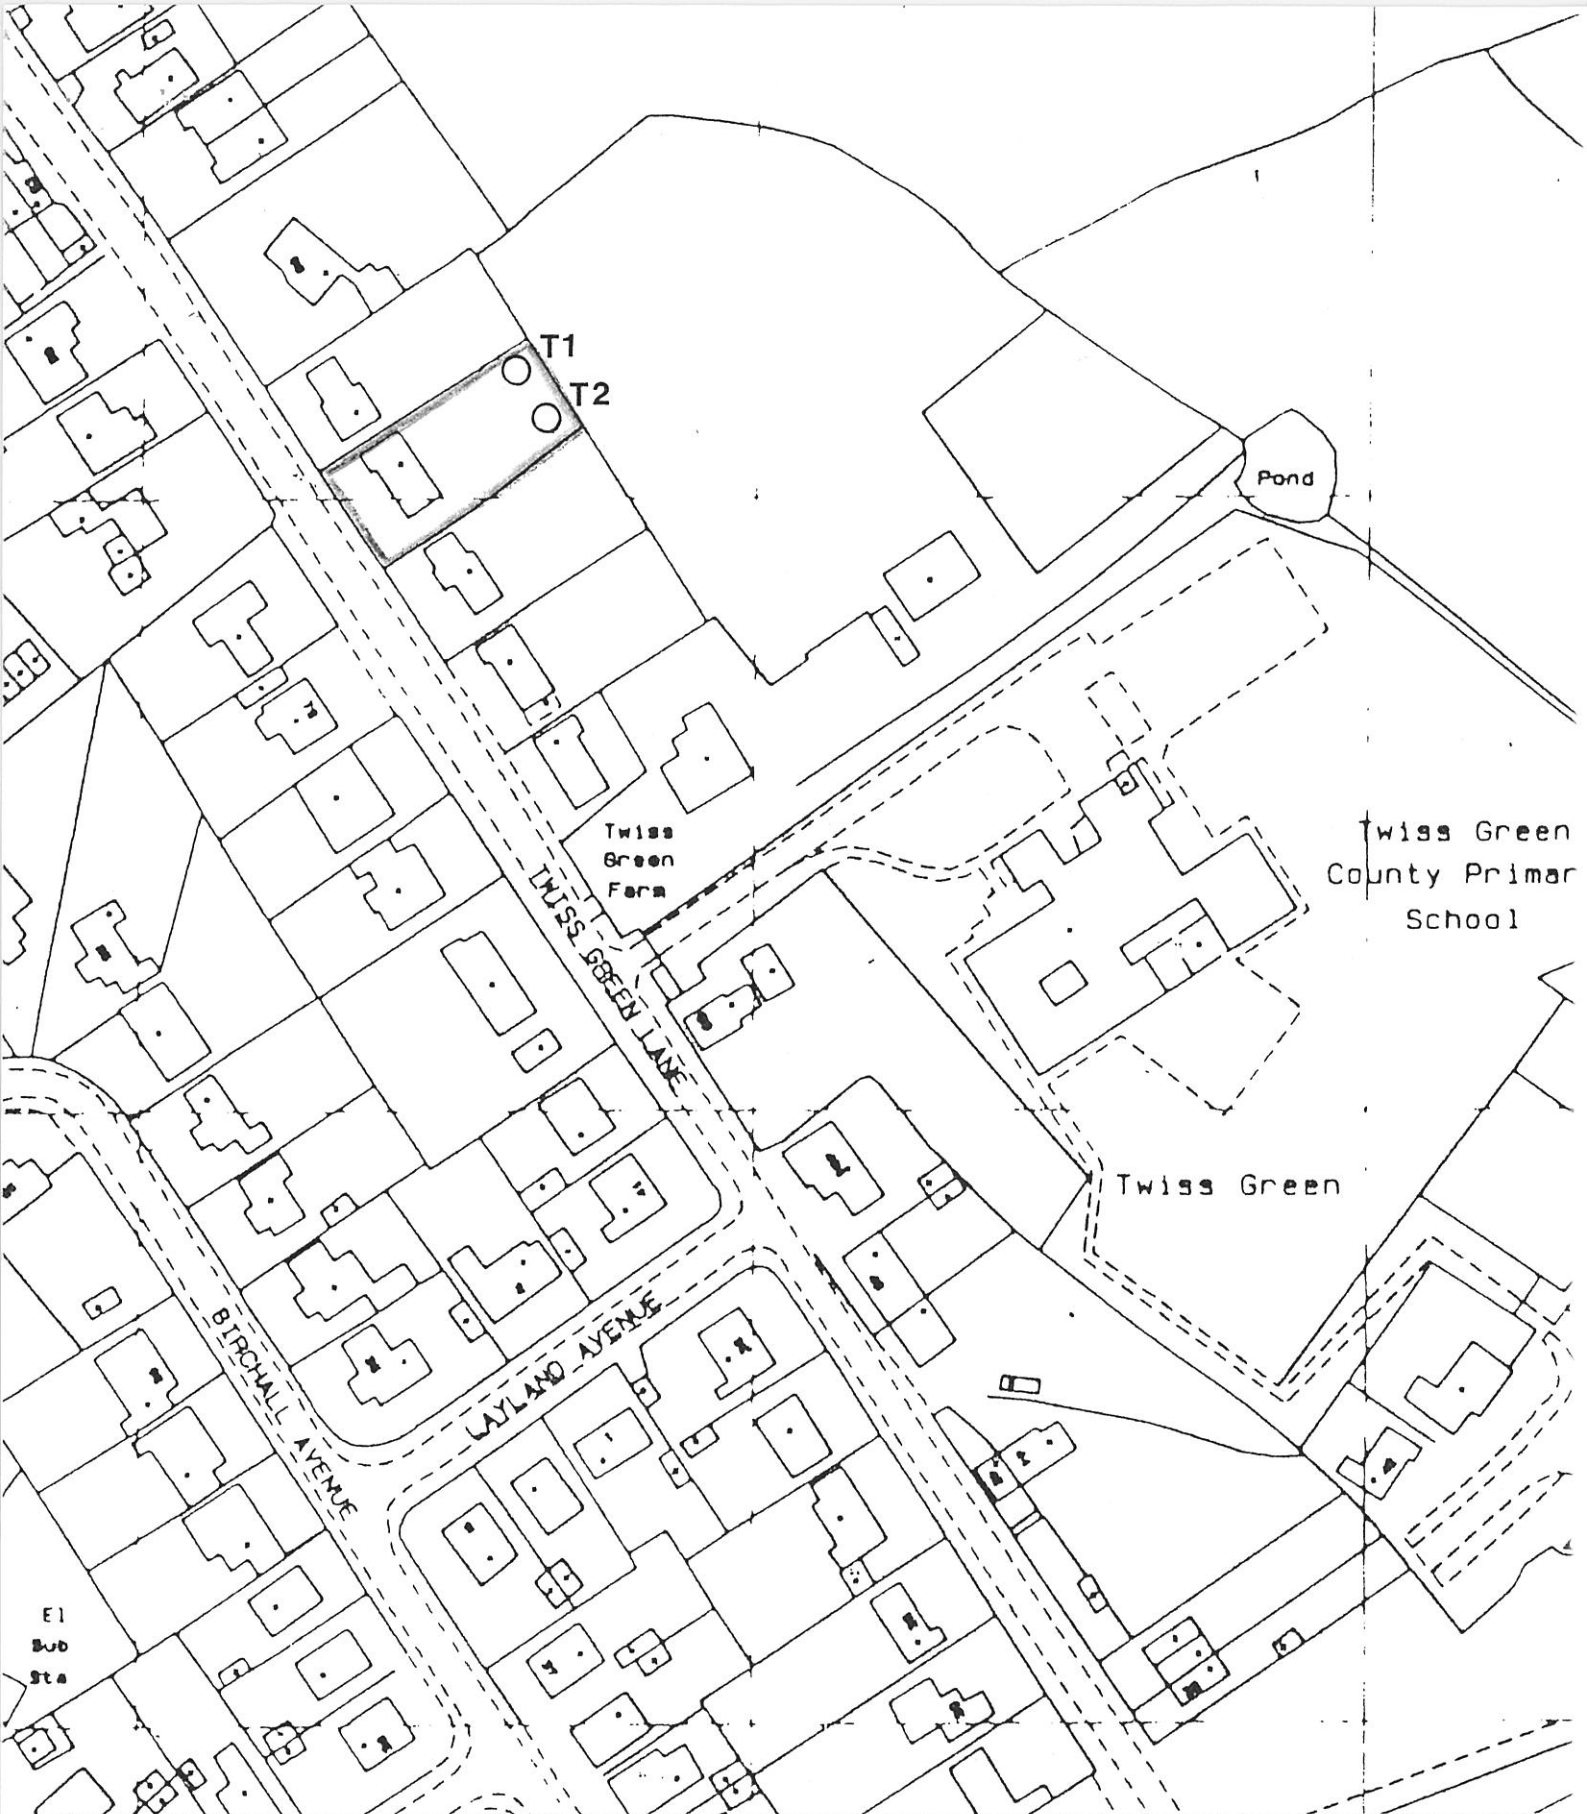 T1
T2
Pond
Twiss
Green
Farm
Twiss Green
County Primar
School
TWISS GREEN LANE
Twiss Green
WAYLAND AVENUE
BIRCHALL AVENUE
El
Sub
Sta